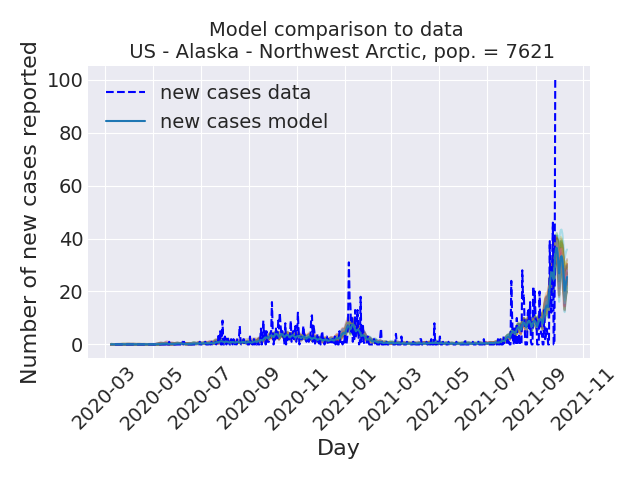 Model comparison to data
US - Alaska - Northwest Arctic, pop. = 7621
Number of new cases reported
100
80
60
40
20
0
new cases data
new cases model
2020-03
2020-05
2020-07
2020-09
2020-11
2021-01
2021-03
2021-05
2021-07
2021-09
2021-11
Day